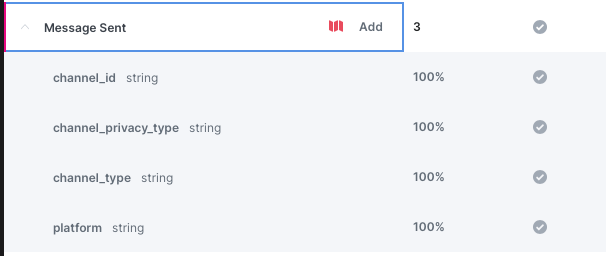 Message Sent Add 3
channel_id string 100%
channel_privacy_type string 100%
channel_type string 100%
platform string 100%